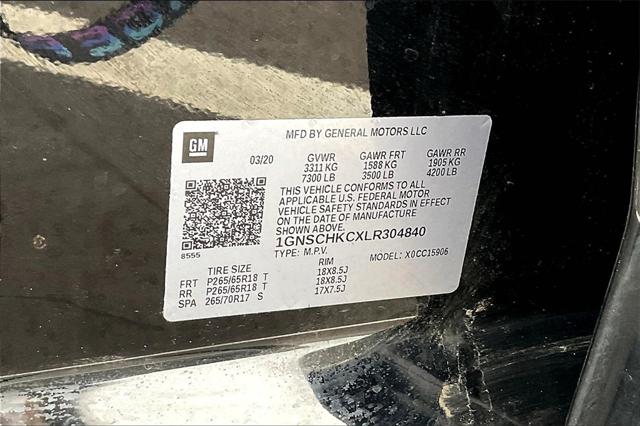 MFD BY GENERAL MOTORS LLC
GM
03/20 GVWR GAWR FRT GAWR RR
3311 KG 1588 KG 1905 KG
7300 LB 3500 LB 4200 LB
THIS VEHICLE CONFORMS TO ALL
APPLICABLE U.S. FEDERAL MOTOR
VEHICLE SAFETY STANDARDS IN EFFECT
ON THE DATE OF MANUFACTURE
SHOWN ABOVE.
1GNSCHKCXLR304840
8555 TYPE: M.P.V. MODEL: X0CC15906
TIRE SIZE RIM
FRT P265/65R18 T 18X8.5J
RR P265/65R18 T 18X8.5J
SPA 265/70R17 S 17X7.5J